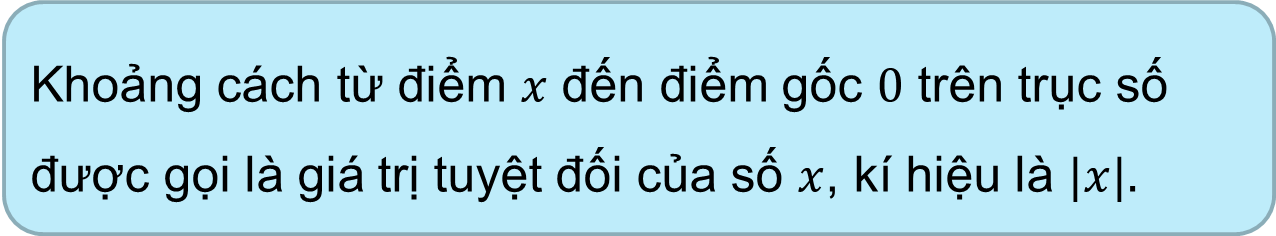 Khoảng cách từ điểm x đến điểm gốc 0 trên trục số
được gọi là giá trị tuyệt đối của số x, kí hiệu là |x|.